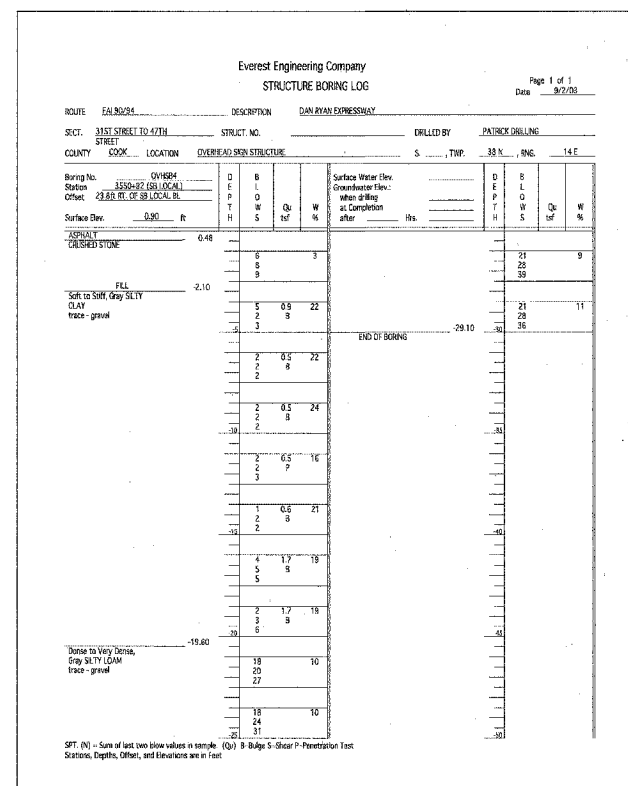 Everest Engineering Company
STRUCTURE BORING LOG
Page 1 of 1
Date 9/2/03
ROUTE FAI 90/94 DESCRIPTION DAN RYAN EXPRESSWAY
SECT. 31ST STREET TO 47TH STREET STRUCT. NO. DRILLED BY PATRICK DRILLING
COUNTY COOK LOCATION OVERHEAD SIGN STRUCTURE S. , TWP. 38 N , RNG. 14 E
Boring No. OVHSB4
Station 3550+32 (SB LOCAL)
Offset 23.8ft RT. OF SB LOCAL BL
Surface Elev. 0.90 ft
DEPTH BLOWS Qu tsf W %
Surface Water Elev.
Groundwater Elev.:
when drilling
at Completion
after Hrs.
DEPTH BLOWS Qu tsf W %
ASPHALT 0.48
CRUSHED STONE
6 3
8
9
FILL -2.10
Soft to Stiff, Gray SILTY
CLAY
trace - gravel
5 0.9 22
2 B
-5 3
2 0.5 22
2 B
2
2 0.5 24
2 B
-10 2
2 0.5 16
2 P
3
1 0.6 21
2 B
-15 2
4 1.7 19
5 B
5
2 1.7 19
3 B
-20 6
-19.60
Dense to Very Dense,
Gray SILTY LOAM
trace - gravel
18 10
20
27
18 10
24
-25 31
21 9
28
39
21 11
28
-29.10 -30 36
END OF BORING
-35
-40
-45
-50
SPT. (N) = Sum of last two blow values in sample. (Qu) B-Bulge S-Shear P-Penetration Test
Stations, Depths, Offset, and Elevations are in Feet